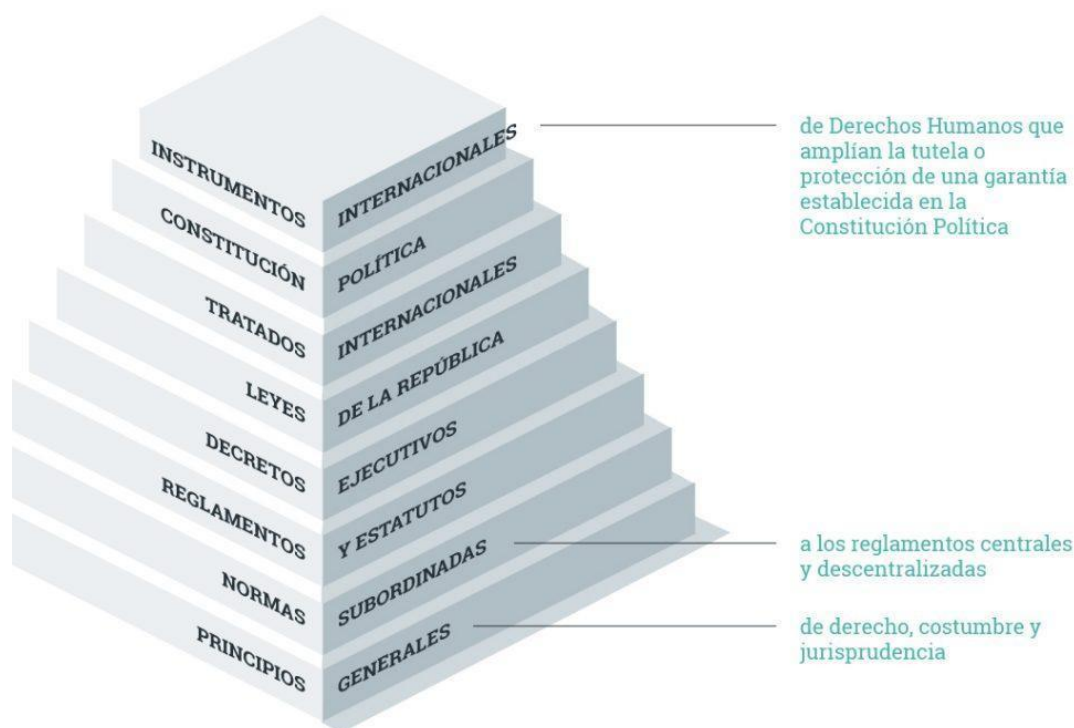 INSTRUMENTOS INTERNACIONALES
de Derechos Humanos que
amplían la tutela o
protección de una garantía
establecida en la
Constitución Política
CONSTITUCIÓN POLÍTICA
TRATADOS INTERNACIONALES
LEYES DE LA REPÚBLICA
DECRETOS EJECUTIVOS
REGLAMENTOS Y ESTATUTOS
NORMAS SUBORDINADAS
a los reglamentos centrales
y descentralizadas
PRINCIPIOS GENERALES
de derecho, costumbre y
jurisprudencia